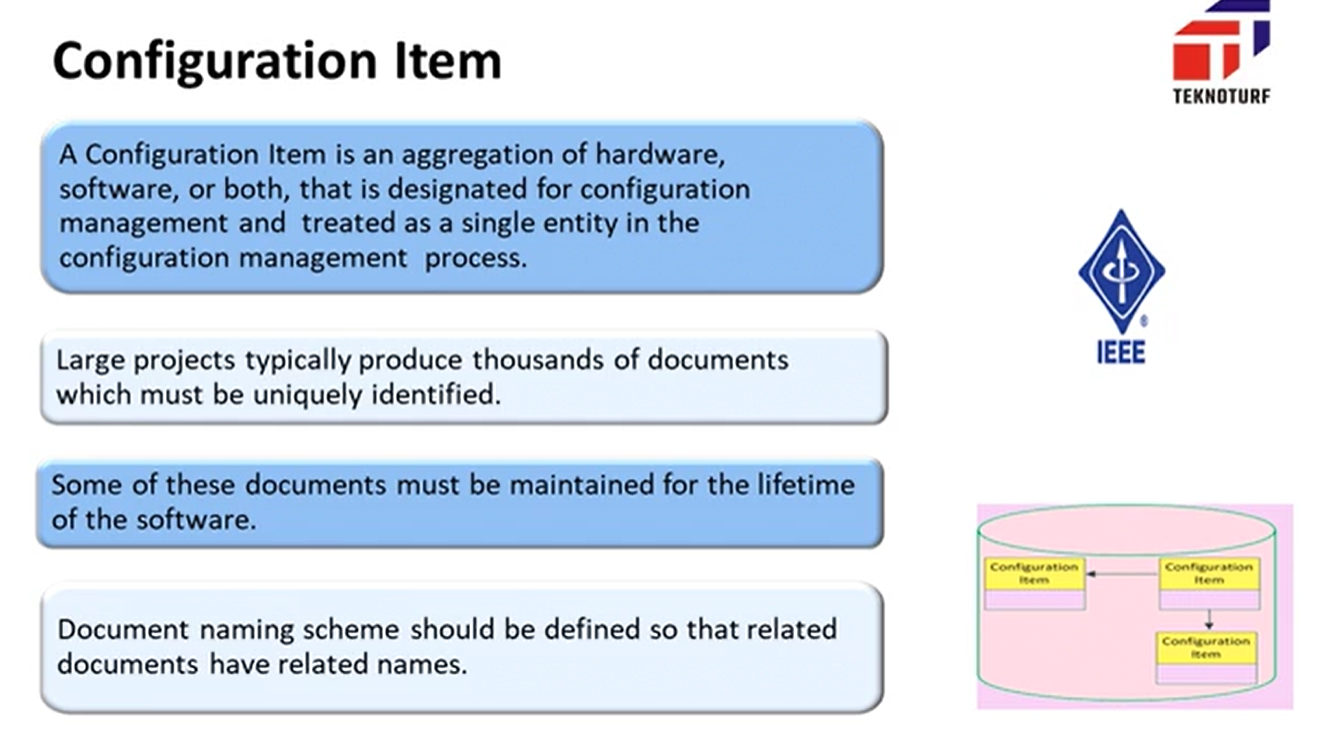 Configuration Item
TEKNOTURF
A Configuration Item is an aggregation of hardware,
software, or both, that is designated for configuration
management and treated as a single entity in the
configuration management process.
IEEE
®
Large projects typically produce thousands of documents
which must be uniquely identified.
Some of these documents must be maintained for the lifetime
of the software.
Document naming scheme should be defined so that related
documents have related names.
Configuration
Item
Configuration
Item
Configuration
Item